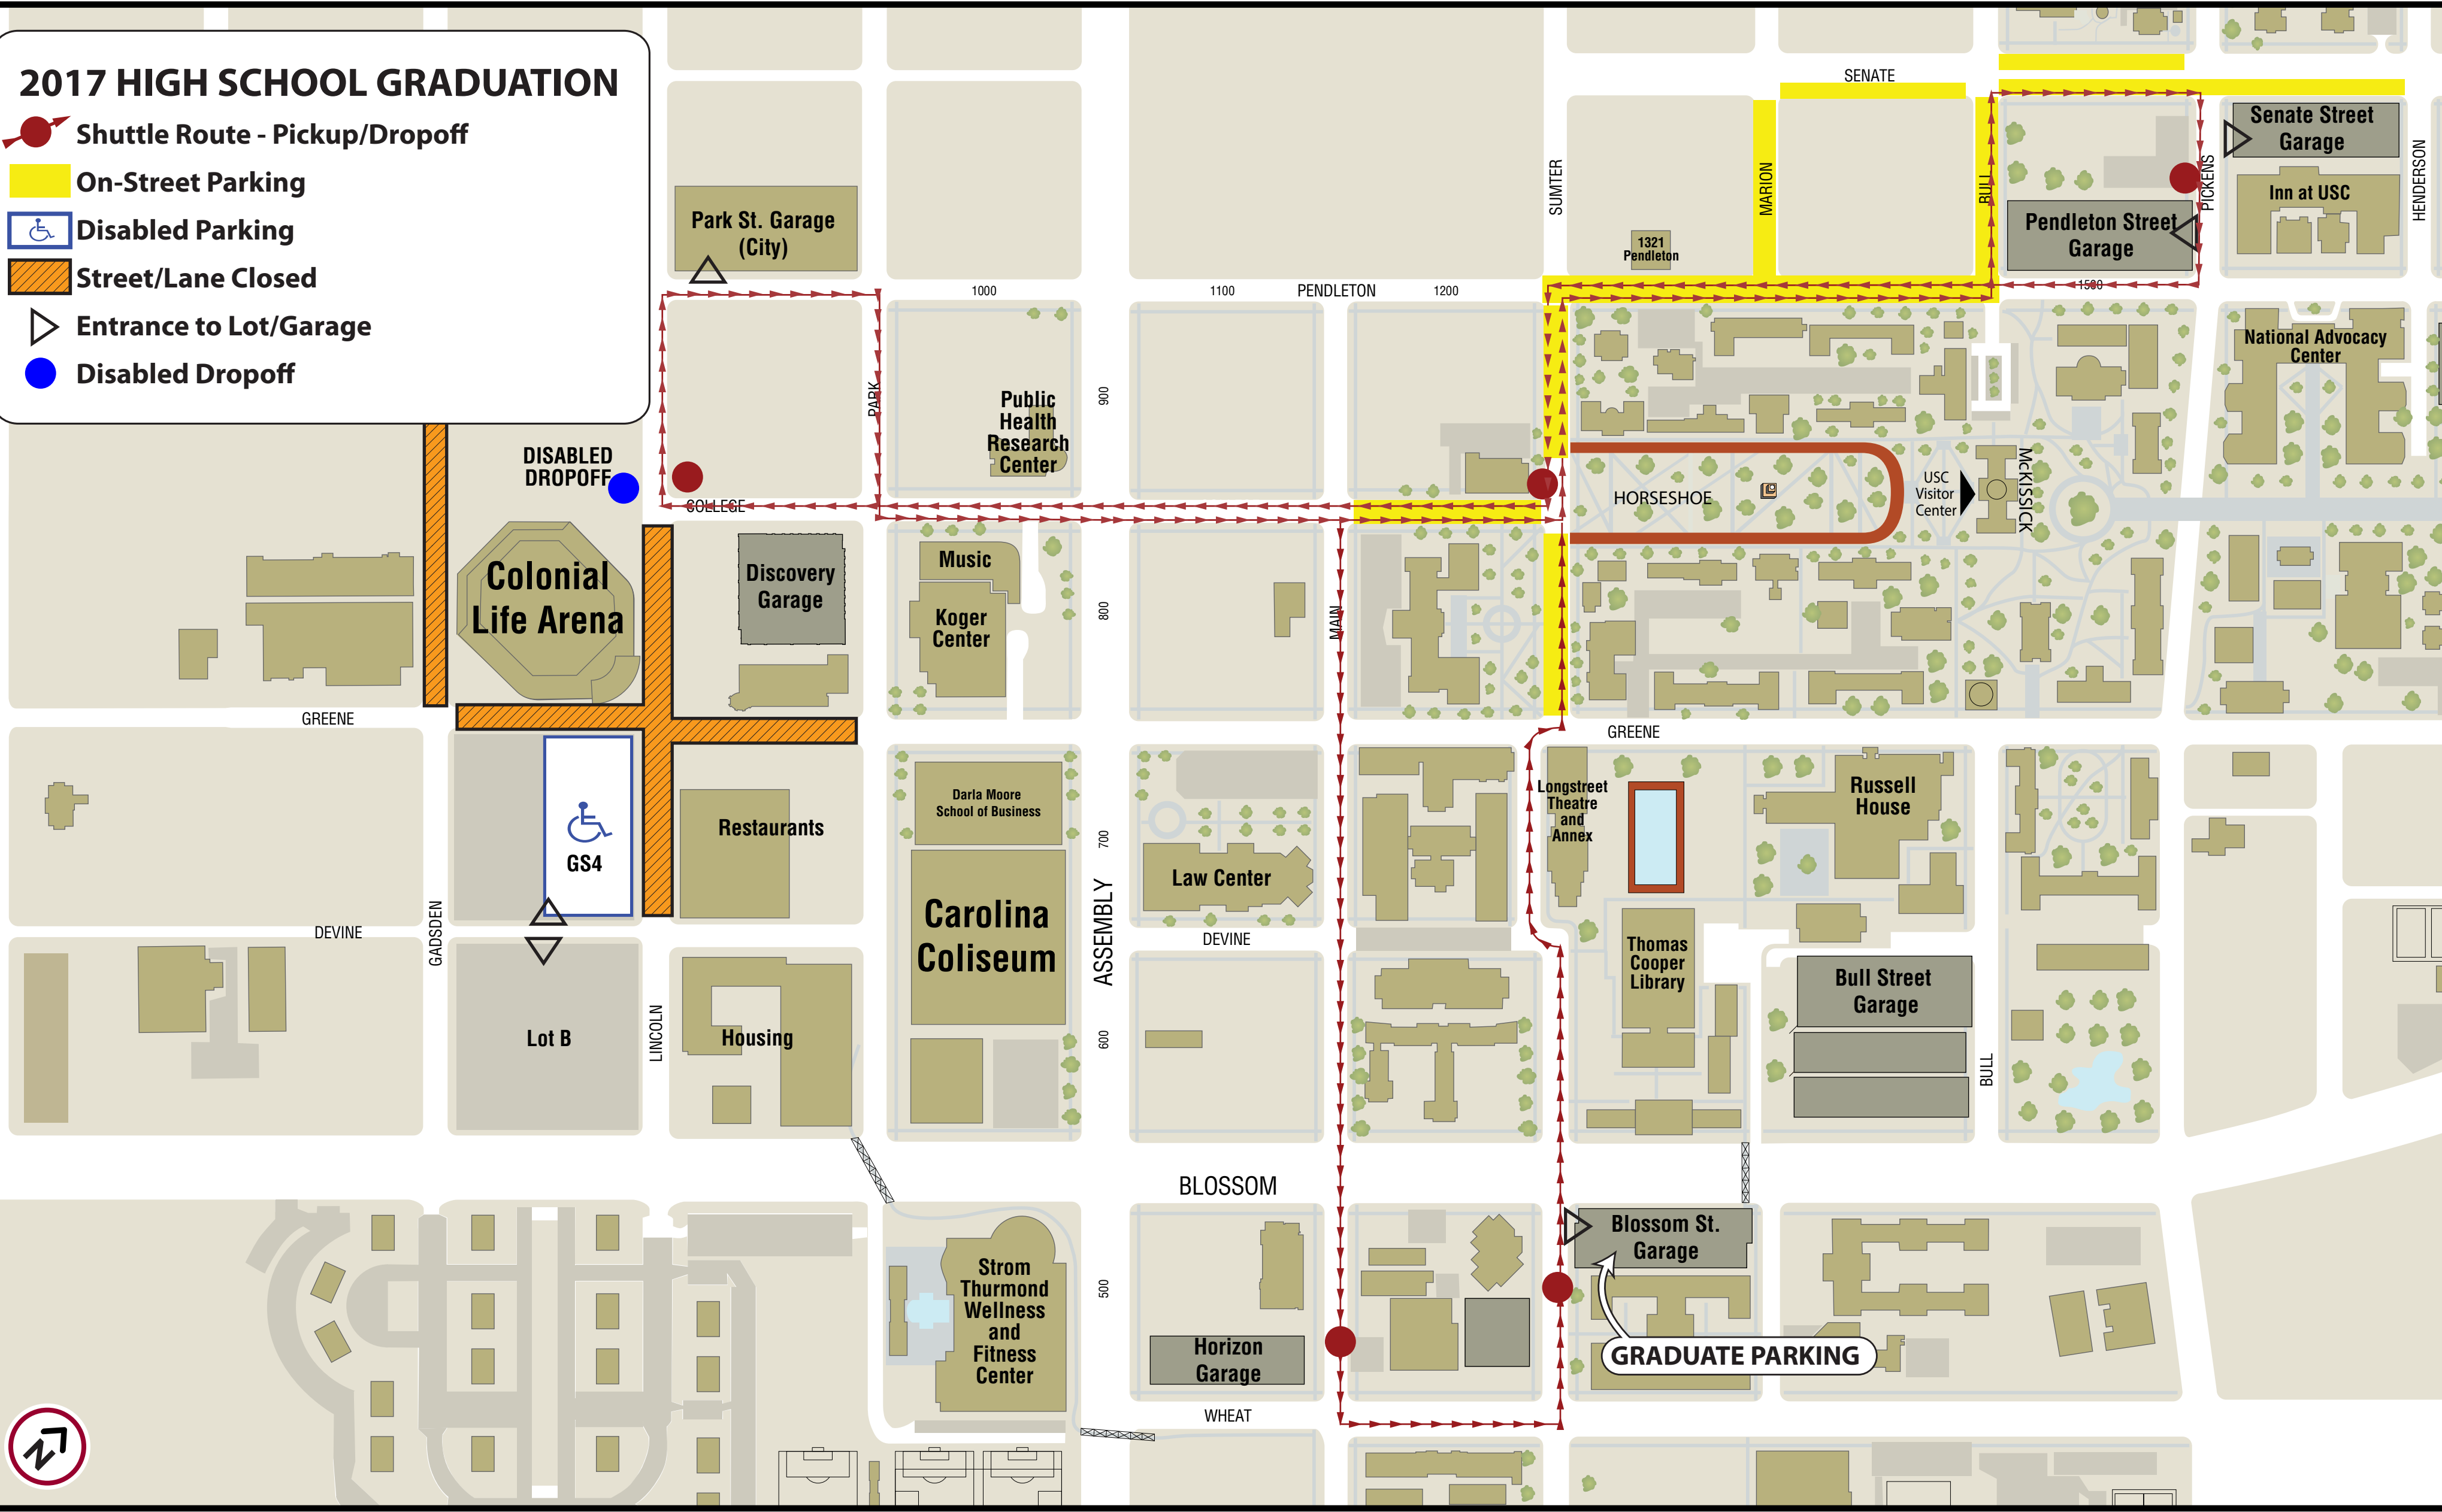 2017 HIGH SCHOOL GRADUATION
Shuttle Route - Pickup/Dropoff
On-Street Parking
Disabled Parking
Street/Lane Closed
Entrance to Lot/Garage
Disabled Dropoff
SENATE
Senate Street
Garage
SUMTER
MARION
BULL
PICKENS
HENDERSON
Inn at USC
Park St. Garage
(City)
1321
Pendleton
Pendleton Street
Garage
1000
1100
PENDLETON
1200
1500
National Advocacy
Center
PARK
Public
Health
Research
Center
900
DISABLED
DROPOFF
COLLEGE
HORSESHOE
USC
Visitor
Center
McKISSICK
Colonial
Life Arena
Discovery
Garage
Music
Koger
Center
800
MAIN
GREENE
GREENE
GS4
Restaurants
Darla Moore
School of Business
700
Law Center
Longstreet
Theatre
and
Annex
Russell
House
Carolina
Coliseum
ASSEMBLY
GADSDEN
DEVINE
DEVINE
Thomas
Cooper
Library
Bull Street
Garage
Lot B
LINCOLN
Housing
600
BULL
BLOSSOM
Blossom St.
Garage
Strom
Thurmond
Wellness
and
Fitness
Center
500
Horizon
Garage
GRADUATE PARKING
WHEAT
N